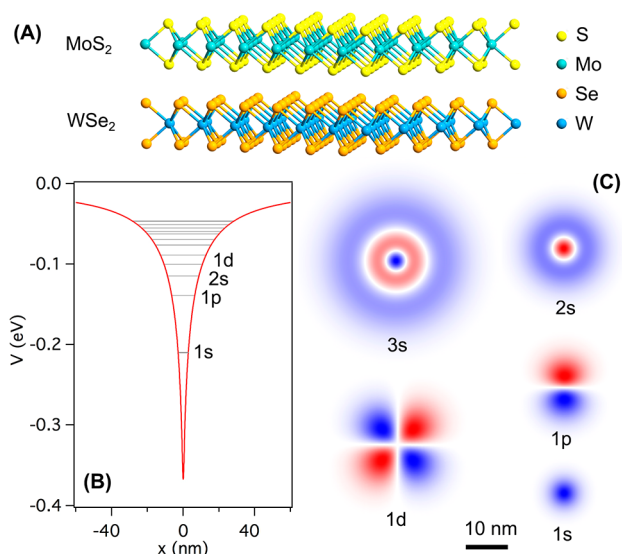 (A)
MoS₂
WSe₂
S
Mo
Se
W
0.0
-0.1
-0.2
-0.3
-0.4
V (eV)
1d
2s
1p
1s
(B)
-40
0
40
x (nm)
(C)
3s
2s
1p
1d
1s
10 nm